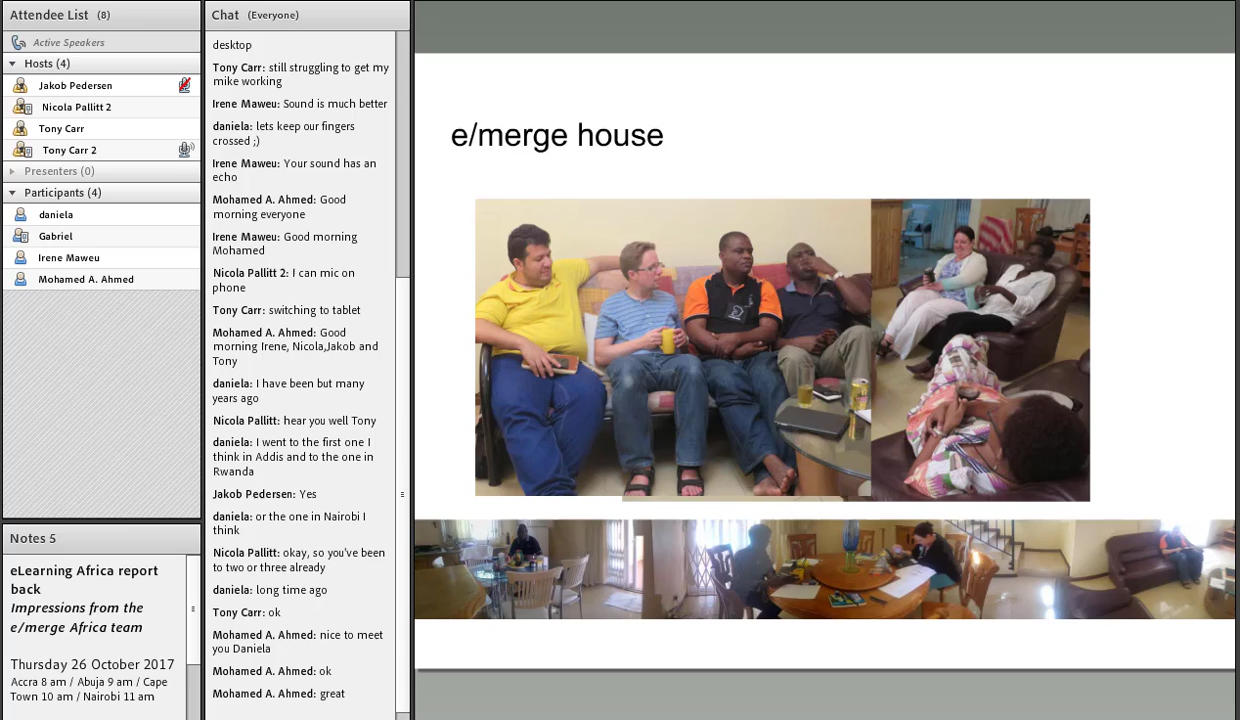 Attendee List (8)
Active Speakers
Hosts (4)
Jakob Pedersen
Nicola Pallitt 2
Tony Carr
Tony Carr 2
Presenters (0)
Participants (4)
daniela
Gabriel
Irene Maweu
Mohamed A. Ahmed
Notes 5
eLearning Africa report
back
Impressions from the
e/merge Africa team
Thursday 26 October 2017
Accra 8 am / Abuja 9 am / Cape
Town 10 am / Nairobi 11 am
Chat (Everyone)
desktop
Tony Carr: still struggling to get my
mike working
Irene Maweu: Sound is much better
daniela: lets keep our fingers
crossed ;)
Irene Maweu: Your sound has an
echo
Mohamed A. Ahmed: Good
morning everyone
Irene Maweu: Good morning
Mohamed
Nicola Pallitt 2: I can mic on
phone
Tony Carr: switching to tablet
Mohamed A. Ahmed: Good
morning Irene, Nicola,Jakob and
Tony
daniela: I have been but many
years ago
Nicola Pallitt: hear you well Tony
daniela: I went to the first one I
think in Addis and to the one in
Rwanda
Jakob Pedersen: Yes
daniela: or the one in Nairobi I
think
Nicola Pallitt: okay, so you've been
to two or three already
daniela: long time ago
Tony Carr: ok
Mohamed A. Ahmed: nice to meet
you Daniela
Mohamed A. Ahmed: ok
Mohamed A. Ahmed: great
e/merge house